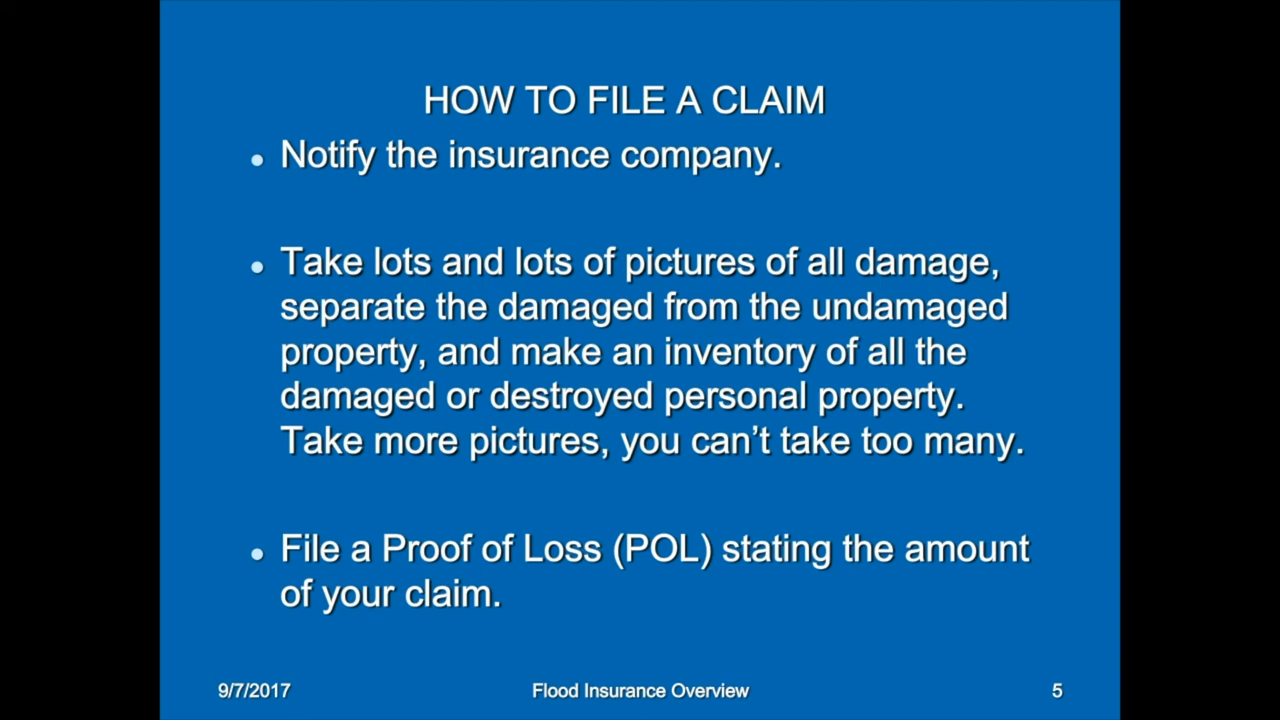 HOW TO FILE A CLAIM
• Notify the insurance company.
• Take lots and lots of pictures of all damage,
separate the damaged from the undamaged
property, and make an inventory of all the
damaged or destroyed personal property.
Take more pictures, you can’t take too many.
• File a Proof of Loss (POL) stating the amount
of your claim.
9/7/2017
Flood Insurance Overview
5